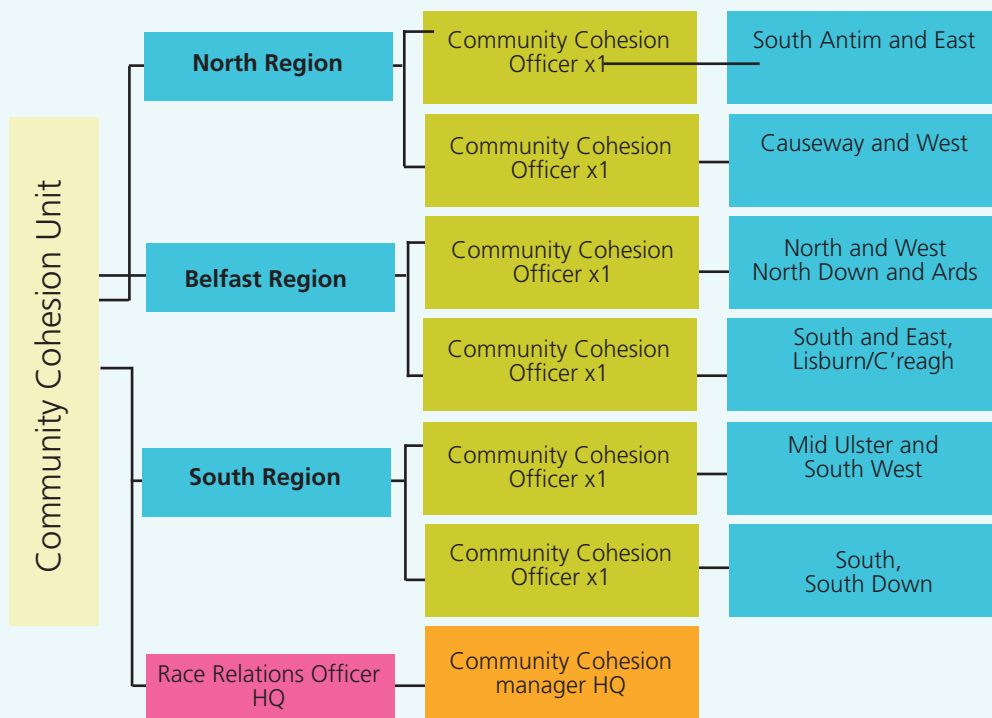 Community Cohesion Unit
North Region
Community Cohesion
Officer x1
South Antim and East
Community Cohesion
Officer x1
Causeway and West
Belfast Region
Community Cohesion
Officer x1
North and West
North Down and Ards
Community Cohesion
Officer x1
South and East,
Lisburn/C'reagh
South Region
Community Cohesion
Officer x1
Mid Ulster and
South West
Community Cohesion
Officer x1
South,
South Down
Race Relations Officer
HQ
Community Cohesion
manager HQ